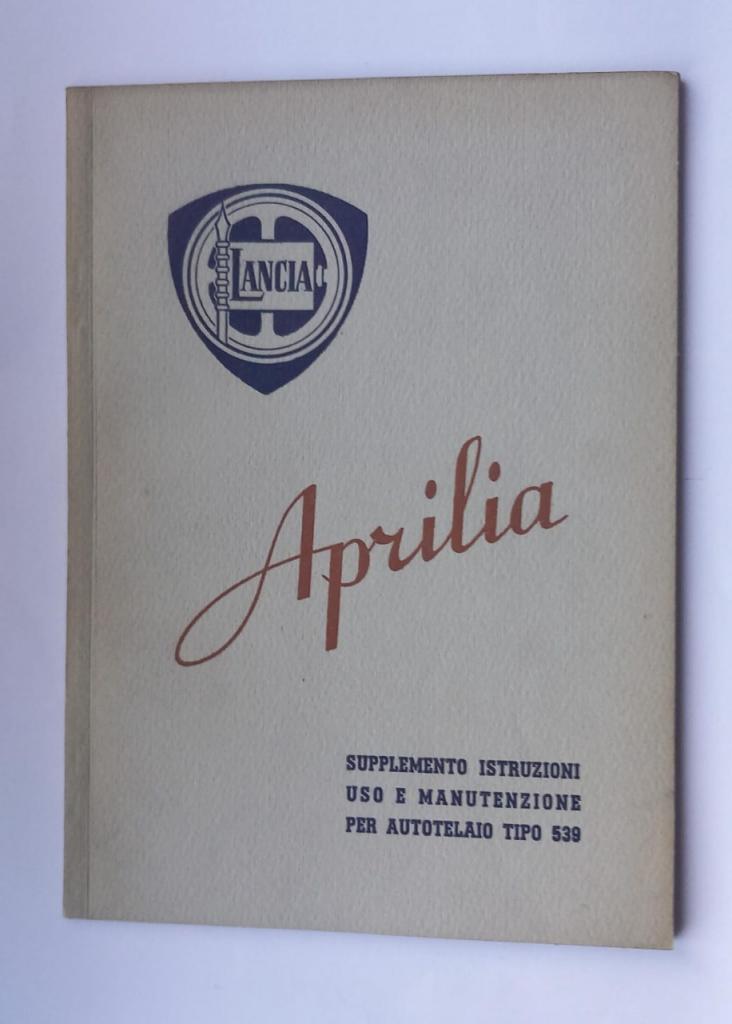 LANCIA
Aprilia
SUPPLEMENTO ISTRUZIONI
USO E MANUTENZIONE
PER AUTOTELAIO TIPO 539